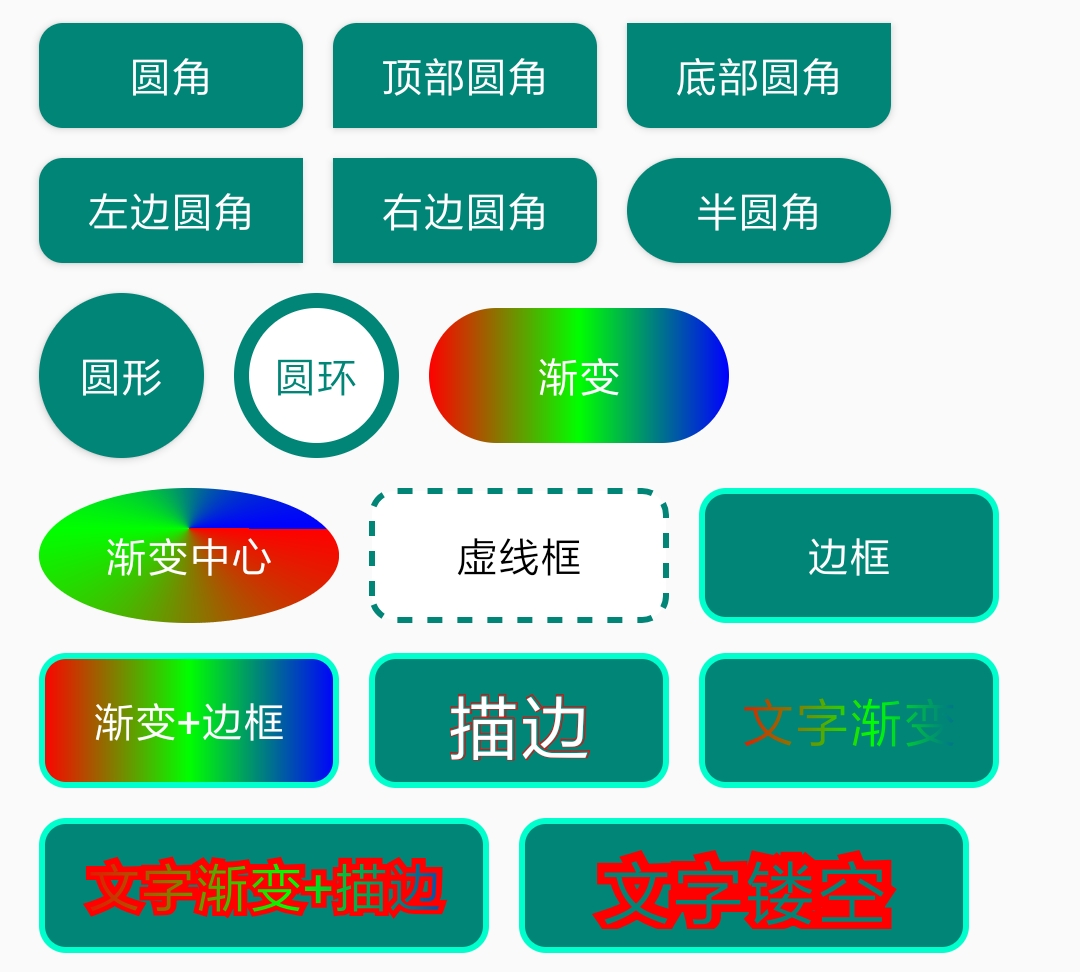 圆角 顶部圆角 底部圆角
左边圆角 右边圆角 半圆角
圆形 圆环 渐变
渐变中心 虚线框 边框
渐变+边框 描边 文字渐变
文字渐变+描边 文字镂空